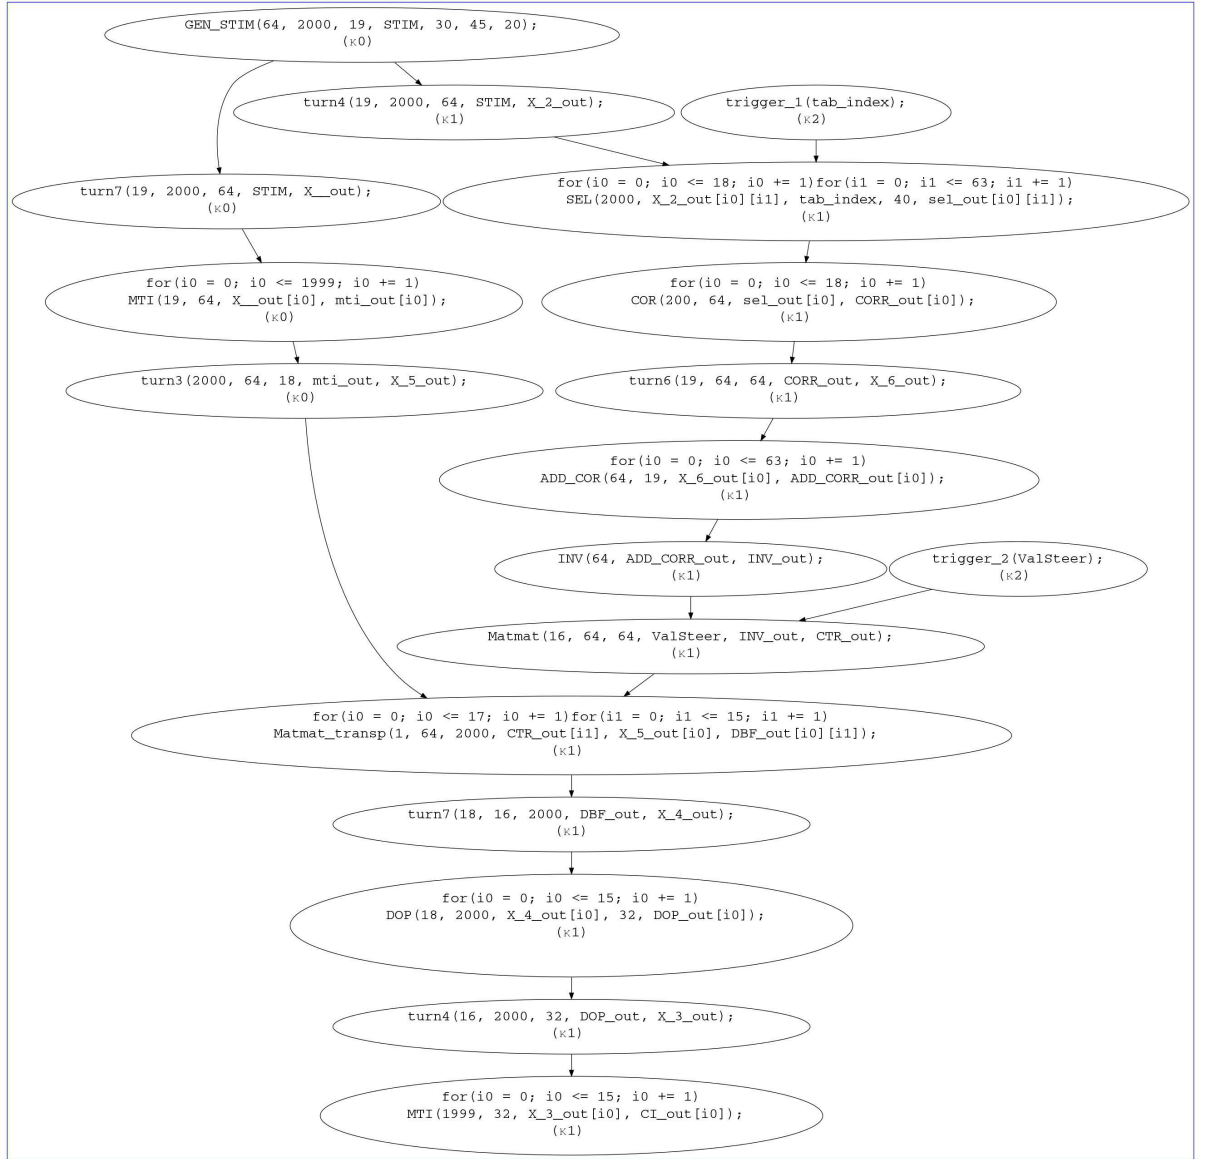 GEN_STIM(64, 2000, 19, STIM, 30, 45, 20);
(κ0)
turn4(19, 2000, 64, STIM, X_2_out);
(κ1)
trigger_1(tab_index);
(κ2)
turn7(19, 2000, 64, STIM, X__out);
(κ0)
for(i0 = 0; i0 <= 18; i0 += 1)for(i1 = 0; i1 <= 63; i1 += 1)
SEL(2000, X_2_out[i0][i1], tab_index, 40, sel_out[i0][i1]);
(κ1)
for(i0 = 0; i0 <= 1999; i0 += 1)
MTI(19, 64, X__out[i0], mti_out[i0]);
(κ0)
for(i0 = 0; i0 <= 18; i0 += 1)
COR(200, 64, sel_out[i0], CORR_out[i0]);
(κ1)
turn3(2000, 64, 18, mti_out, X_5_out);
(κ0)
turn6(19, 64, 64, CORR_out, X_6_out);
(κ1)
for(i0 = 0; i0 <= 63; i0 += 1)
ADD_COR(64, 19, X_6_out[i0], ADD_CORR_out[i0]);
(κ1)
INV(64, ADD_CORR_out, INV_out);
(κ1)
trigger_2(ValSteer);
(κ2)
Matmat(16, 64, 64, ValSteer, INV_out, CTR_out);
(κ1)
for(i0 = 0; i0 <= 17; i0 += 1)for(i1 = 0; i1 <= 15; i1 += 1)
Matmat_transp(1, 64, 2000, CTR_out[i1], X_5_out[i0], DBF_out[i0][i1]);
(κ1)
turn7(18, 16, 2000, DBF_out, X_4_out);
(κ1)
for(i0 = 0; i0 <= 15; i0 += 1)
DOP(18, 2000, X_4_out[i0], 32, DOP_out[i0]);
(κ1)
turn4(16, 2000, 32, DOP_out, X_3_out);
(κ1)
for(i0 = 0; i0 <= 15; i0 += 1)
MTI(1999, 32, X_3_out[i0], CI_out[i0]);
(κ1)